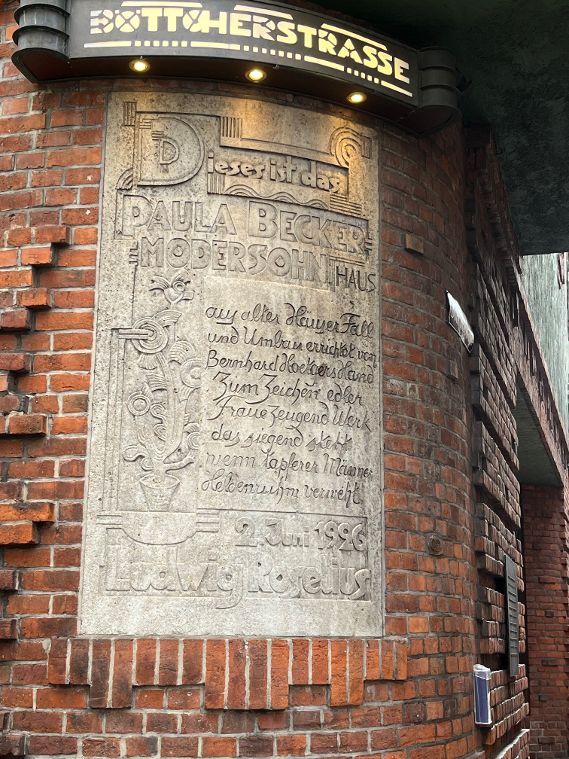 BÖTTCHERSTRASSE
Dieses ist das
PAULA BECKER
MODERSOHN HAUS
aus alter Häuser Fall
und Umbau errichtet von
Bernhard Hoetgers Hand
Zum Zeichen edler
Frau zeugend Werk
das siegend steht
wenn tapferer Männer
Heldenruhm verweht
2. Juni 1926
Ludwig Roselius